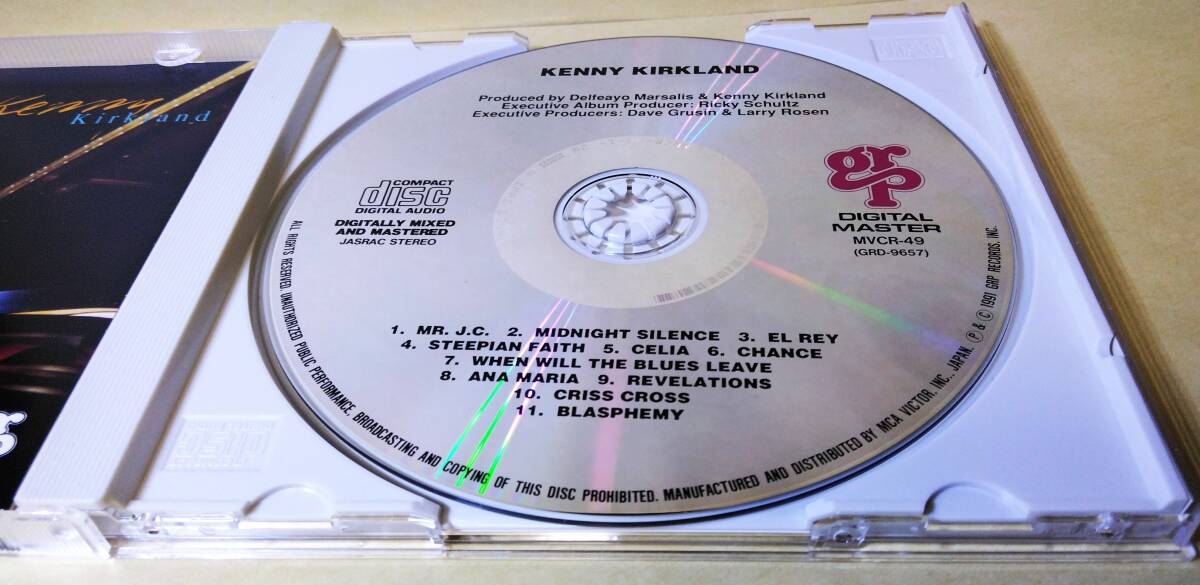 Kenny
Kirkland
KENNY KIRKLAND
Produced by Delfeayo Marsalis & Kenny Kirkland
Executive Album Producer: Ricky Schultz
Executive Producers: Dave Grusin & Larry Rosen
COMPACT
disc
DIGITAL AUDIO
DIGITALLY MIXED
AND MASTERED
JASRAC STEREO
grp
DIGITAL
MASTER
MVCR-49
(GRD-9657)
1. MR. J.C. 2. MIDNIGHT SILENCE 3. EL REY
4. STEEPIAN FAITH 5. CELIA 6. CHANCE
7. WHEN WILL THE BLUES LEAVE
8. ANA MARIA 9. REVELATIONS
10. CRISS CROSS
11. BLASPHEMY
ALL RIGHTS RESERVED. UNAUTHORIZED PUBLIC PERFORMANCE, BROADCASTING AND COPYING OF THIS DISC PROHIBITED. MANUFACTURED AND DISTRIBUTED BY MCA VICTOR, INC., JAPAN. Ⓟ & © 1991 GRP RECORDS, INC.